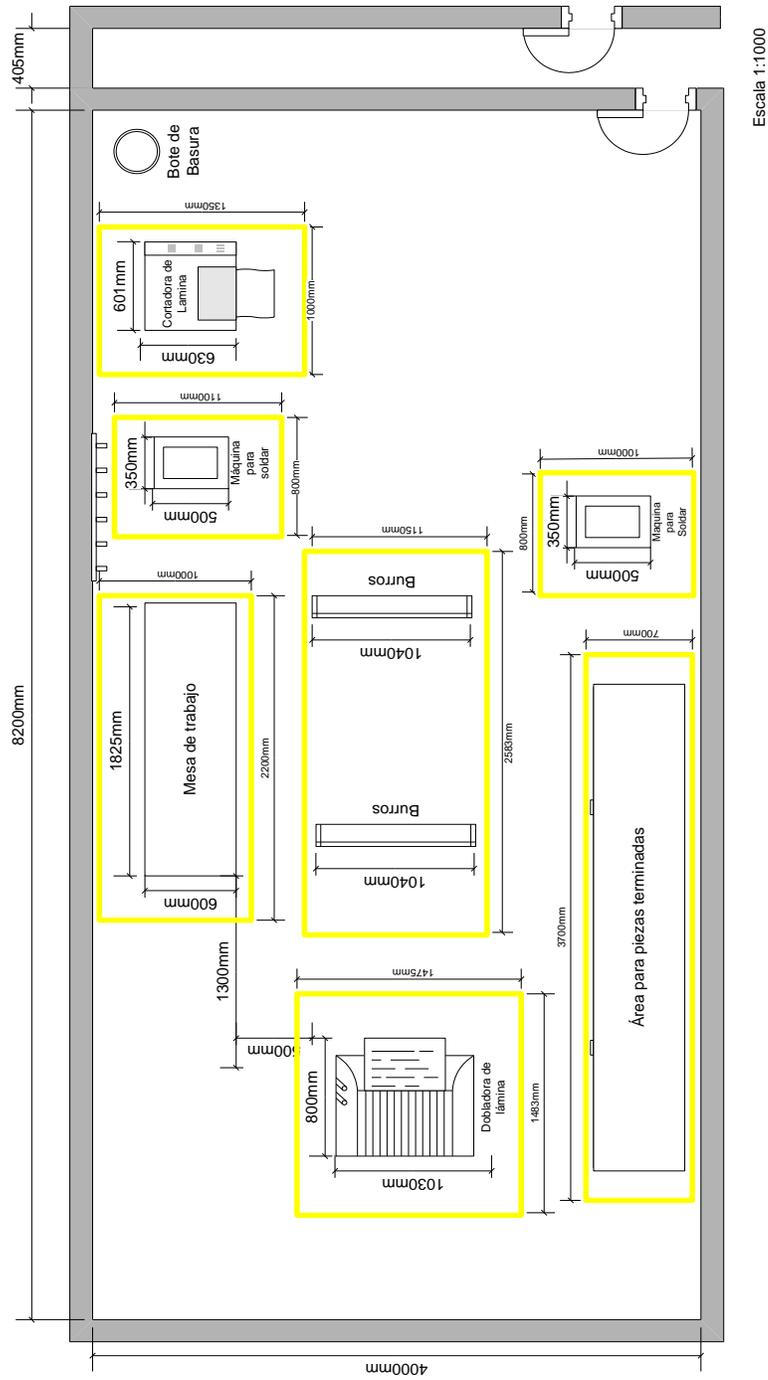 Escala 1:1000
405mm
Bote de
Basura
1350mm
601mm
Cortadora de
Lamina
1000mm
630mm
1100mm
350mm
Máquina
para
soldar
800mm
500mm
1000mm
800mm
350mm
Maquina
para
Soldar
500mm
1150mm
1000mm
Burros
1040mm
700mm
8200mm
1825mm
Mesa de trabajo
2200mm
2583mm
Burros
1040mm
600mm
3700mm
Área para piezas terminadas
1300mm
1475mm
800mm
Dobladora de
lámina
1483mm
1030mm
4000mm